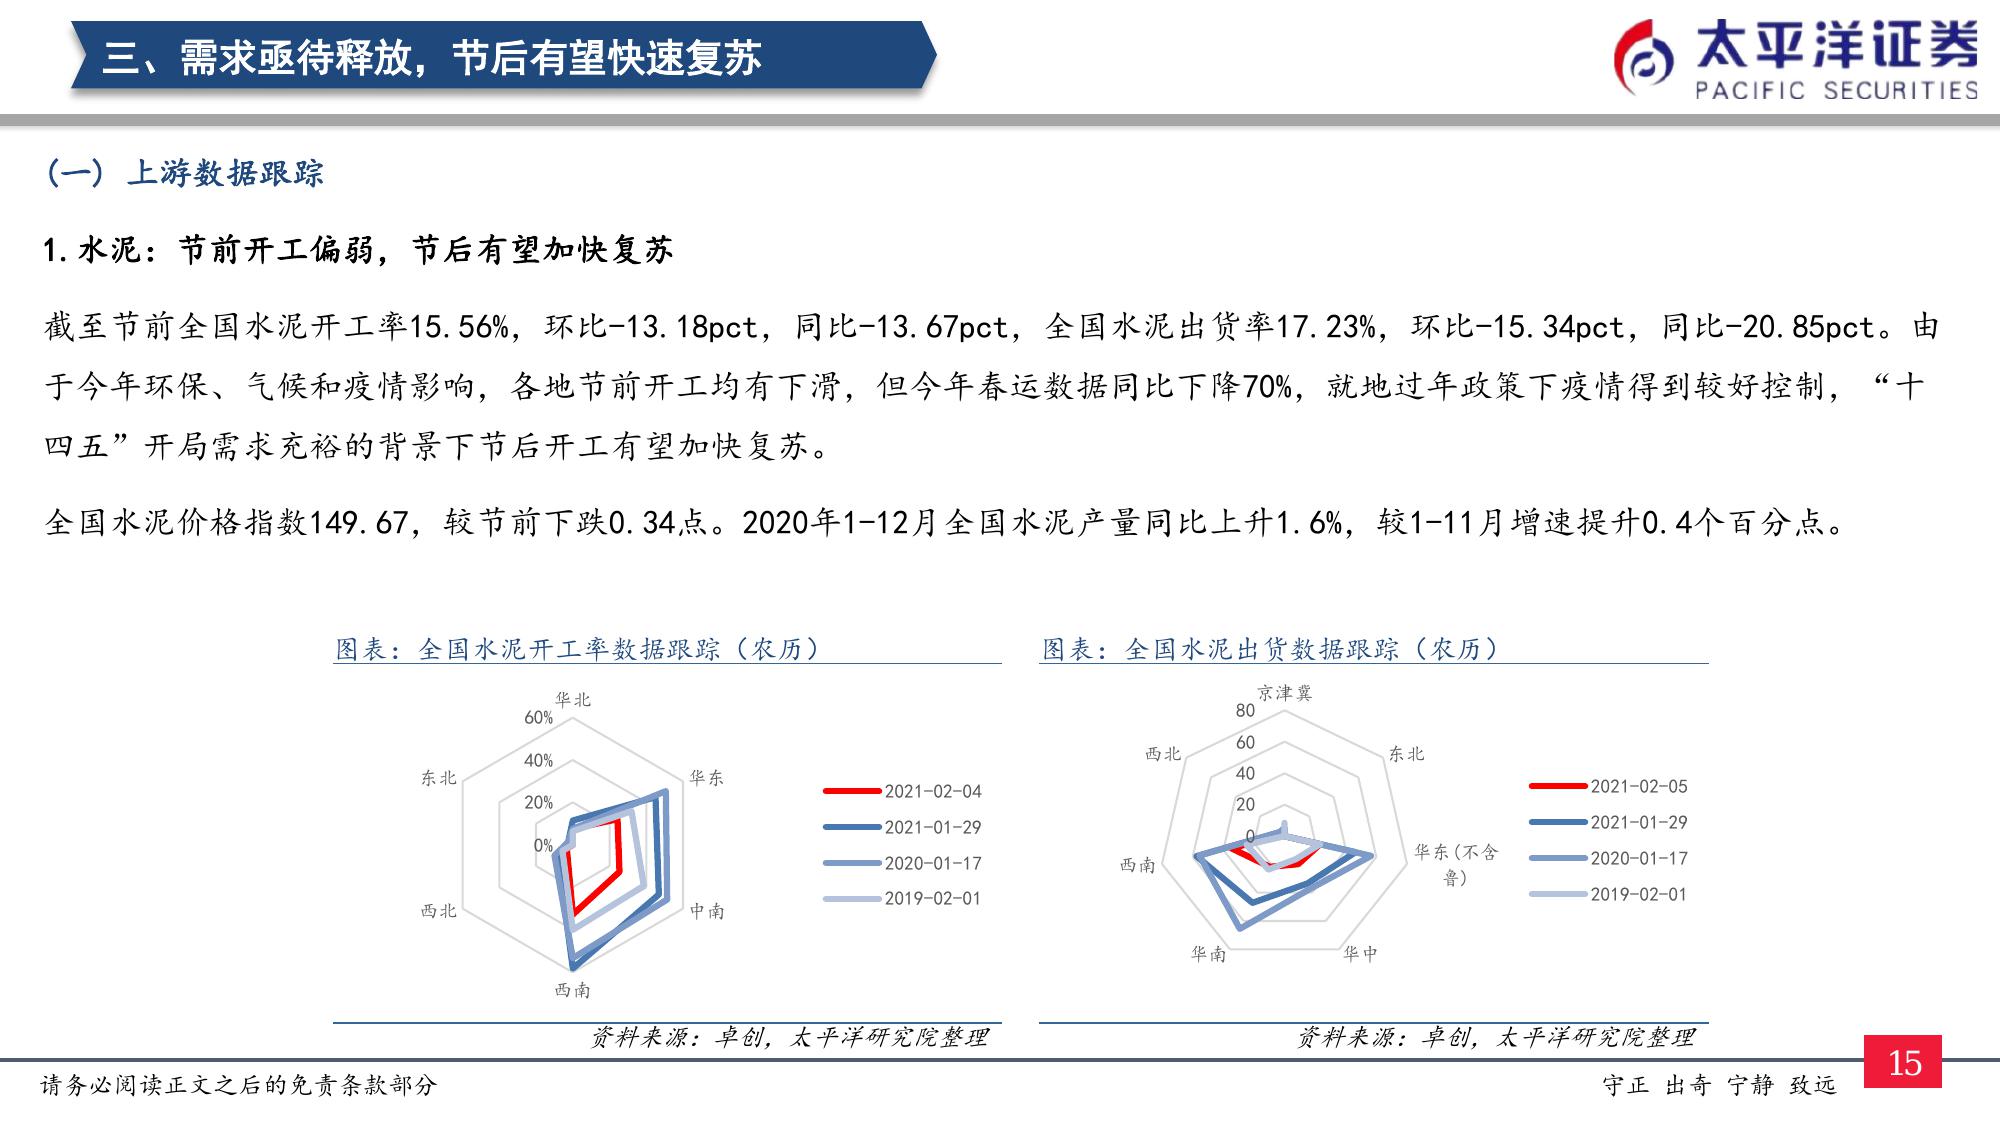 三、需求亟待释放，节后有望快速复苏
太平洋证券
PACIFIC SECURITIES
(一) 上游数据跟踪
1.水泥：节前开工偏弱，节后有望加快复苏
截至节前全国水泥开工率15.56%，环比-13.18pct，同比-13.67pct，全国水泥出货率17.23%，环比-15.34pct，同比-20.85pct。由
于今年环保、气候和疫情影响，各地节前开工均有下滑，但今年春运数据同比下降70%，就地过年政策下疫情得到较好控制，“十
四五”开局需求充裕的背景下节后开工有望加快复苏。
全国水泥价格指数149.67，较节前下跌0.34点。2020年1-12月全国水泥产量同比上升1.6%，较1-11月增速提升0.4个百分点。
图表：全国水泥开工率数据跟踪（农历）
华北
60%
40%
20%
0%
东北
华东
西北
中南
西南
2021-02-04
2021-01-29
2020-01-17
2019-02-01
资料来源：卓创，太平洋研究院整理
图表：全国水泥出货数据跟踪（农历）
京津冀
80
60
40
20
0
西北
东北
西南
华东(不含
鲁)
华南
华中
2021-02-05
2021-01-29
2020-01-17
2019-02-01
资料来源：卓创，太平洋研究院整理
请务必阅读正文之后的免责条款部分
守正 出奇 宁静 致远
15